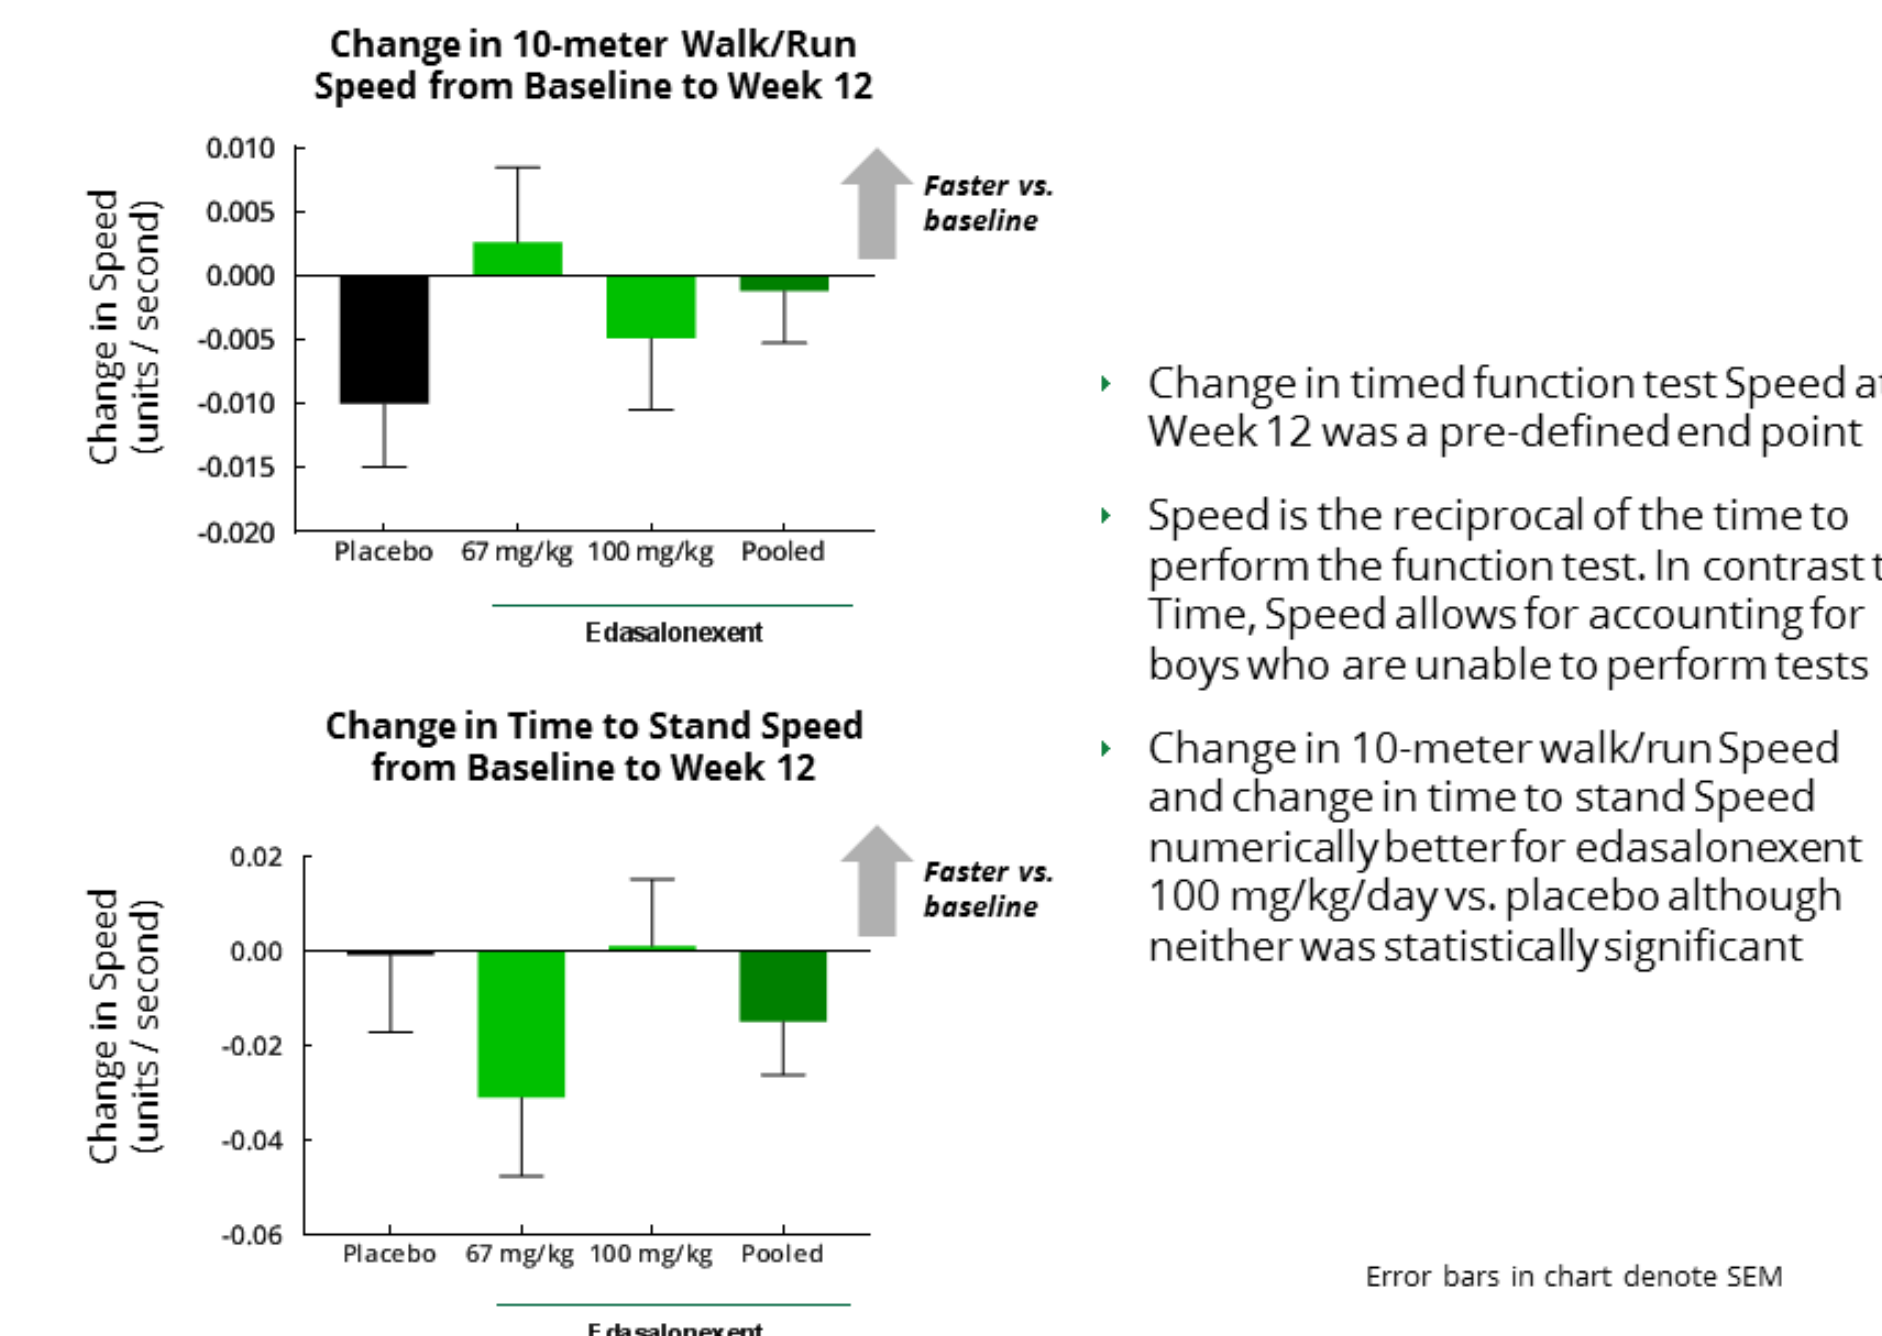 Change in 10-meter Walk/Run
Speed from Baseline to Week 12
Change in Speed
(units / second)
0.010
0.005
0.000
-0.005
-0.010
-0.015
-0.020
Faster vs.
baseline
Placebo 67 mg/kg 100 mg/kg Pooled
Edasalonexent
Change in Time to Stand Speed
from Baseline to Week 12
Change in Speed
(units / second)
0.02
0.00
-0.02
-0.04
-0.06
Faster vs.
baseline
Placebo 67 mg/kg 100 mg/kg Pooled
Edasalonexent
Change in timed function test Speed at
Week 12 was a pre-defined end point
Speed is the reciprocal of the time to
perform the function test. In contrast t
Time, Speed allows for accounting for
boys who are unable to perform tests
Change in 10-meter walk/run Speed
and change in time to stand Speed
numerically better for edasalonexent
100 mg/kg/day vs. placebo although
neither was statistically significant
Error bars in chart denote SEM